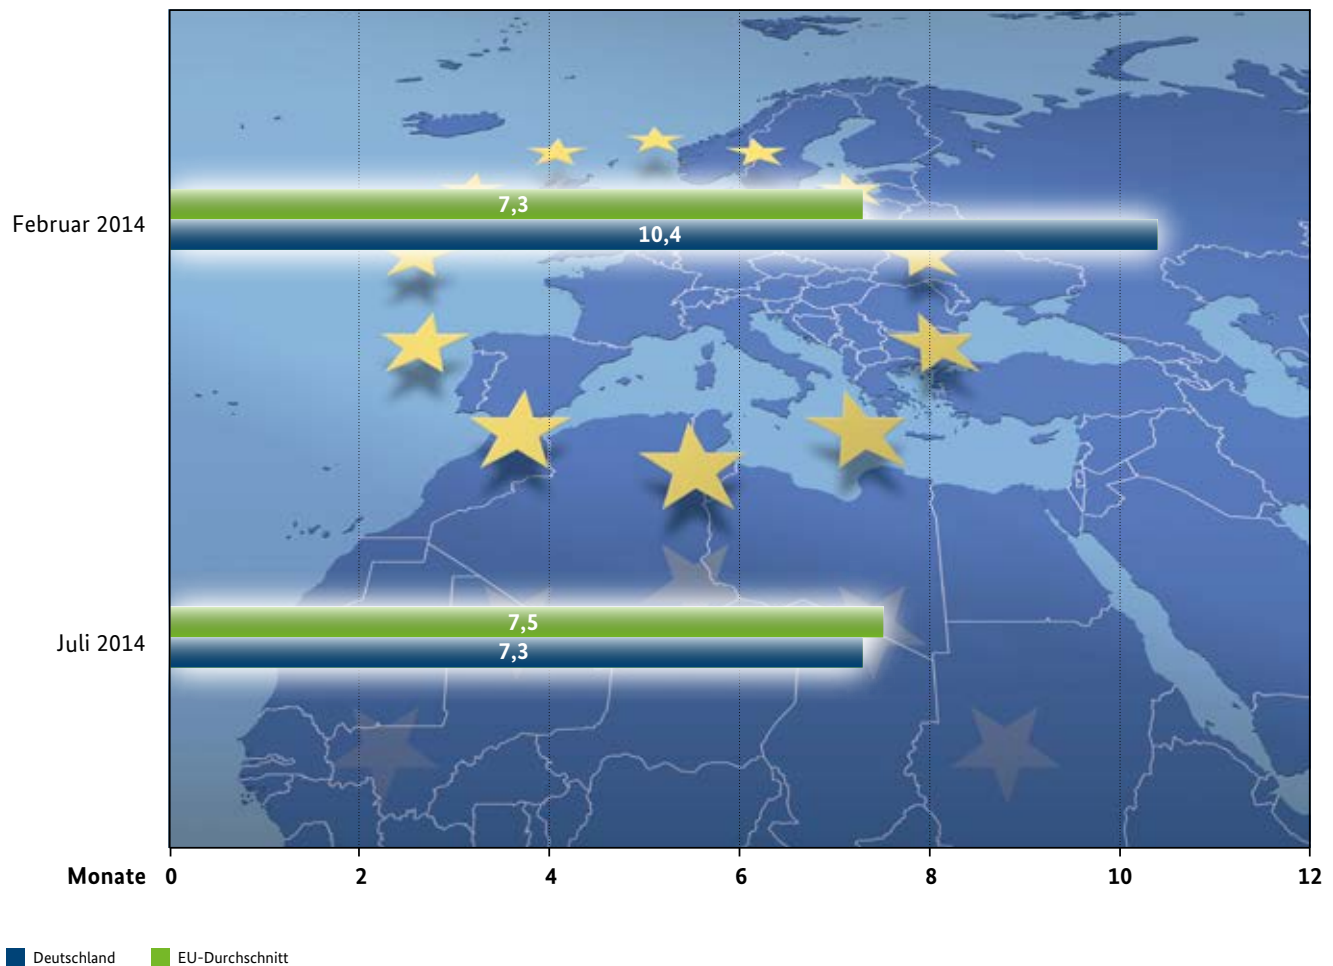 7,3
Februar 2014
10,4
7,5
Juli 2014
7,3
Monate 0 2 4 6 8 10 12
Deutschland EU-Durchschnitt